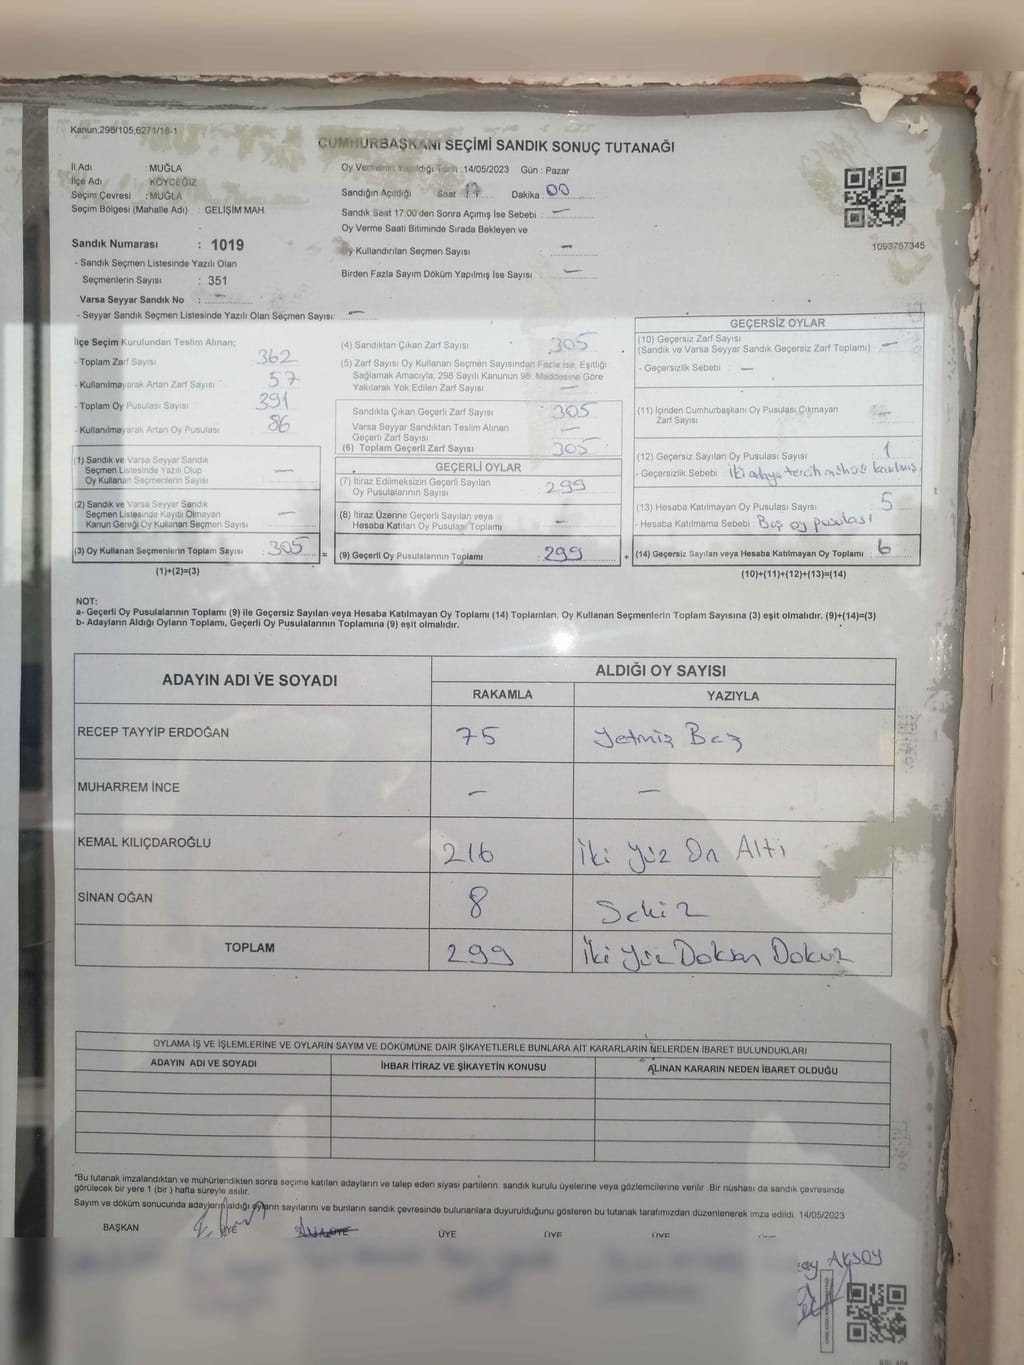 Kanun;298/105,6271/18-1
CUMHURBAŞKANI SEÇİMİ SANDIK SONUÇ TUTANAĞI
İl Adı MUĞLA
İlçe Adı KÖYCEĞİZ
Seçim Çevresi : MUĞLA
Seçim Bölgesi (Mahalle Adı) : GELİŞİM MAH
Oy Vermenin Yapıldığı Tarih :14/05/2023 Gün : Pazar
Sandığın Açıldığı Saat 17 Dakika : 00
Sandık Saat 17:00'den Sonra Açımış İse Sebebi : —
Oy Verme Saati Bitiminde Sırada Bekleyen ve
Oy Kullandırılan Seçmen Sayısı : —
Birden Fazla Sayım Döküm Yapılmış İse Sayısı : —
1093757345
Sandık Numarası : 1019
- Sandık Seçmen Listesinde Yazılı Olan
Seçmenlerin Sayısı : 351
Varsa Seyyar Sandık No : —
- Seyyar Sandık Seçmen Listesinde Yazılı Olan Seçmen Sayısı: —
İlçe Seçim Kurulundan Teslim Alınan;
- Toplam Zarf Sayısı 362
- Kullanılmayarak Artan Zarf Sayısı 57
- Toplam Oy Pusulası Sayısı 391
- Kullanılmayarak Artan Oy Pusulası 86
(1) Sandık ve Varsa Seyyar Sandık
Seçmen Listesinde Yazılı Olup
Oy Kullanan Seçmenlerin Sayısı : —
(2) Sandık ve Varsa Seyyar Sandık
Seçmen Listesinde Kayıtlı Olmayan
Kanun Gereği Oy Kullanan Seçmen Sayısı : —
(3) Oy Kullanan Seçmenlerin Toplam Sayısı : 305 =
(1)+(2)=(3)
(4) Sandıktan Çıkan Zarf Sayısı : 305
(5) Zarf Sayısı Oy Kullanan Seçmen Sayısından Fazla ise, Eşitliği
Sağlamak Amacıyla, 298 Sayılı Kanunun 98. Maddesine Göre
Yakılarak Yok Edilen Zarf Sayısı : —
Sandıkta Çıkan Geçerli Zarf Sayısı : 305
Varsa Seyyar Sandıktan Teslim Alınan
Geçerli Zarf Sayısı : —
(6) Toplam Geçerli Zarf Sayısı : 305
GEÇERLİ OYLAR
(7) İtiraz Edilmeksizin Geçerli Sayılan
Oy Pusulalarının Sayısı : 299
(8) İtiraz Üzerine Geçerli Sayılan veya
Hesaba Katılan Oy Pusulası Toplamı : —
(9) Geçerli Oy Pusulalarının Toplamı : 299 +
GEÇERSİZ OYLAR
(10) Geçersiz Zarf Sayısı
(Sandık ve Varsa Seyyar Sandık Geçersiz Zarf Toplamı) : —
- Geçersizlik Sebebi : —
(11) İçinden Cumhurbaşkanı Oy Pusulası Çıkmayan
Zarf Sayısı : —
(12) Geçersiz Sayılan Oy Pusulası Sayısı : 1
- Geçersizlik Sebebi : İki adaya tercih mührü
(13) Hesaba Katılmayan Oy Pusulası Sayısı : 5
- Hesaba Katılmama Sebebi : Boş oy pusulası
(14) Geçersiz Sayılan veya Hesaba Katılmayan Oy Toplamı : 6
(10)+(11)+(12)+(13)=(14)
NOT:
a- Geçerli Oy Pusulalarının Toplamı (9) ile Geçersiz Sayılan veya Hesaba Katılmayan Oy Toplamı (14) Toplamları, Oy Kullanan Seçmenlerin Toplam Sayısına (3) eşit olmalıdır. (9)+(14)=(3)
b- Adayların Aldığı Oyların Toplamı, Geçerli Oy Pusulalarının Toplamına (9) eşit olmalıdır.
ADAYIN ADI VE SOYADI ALDIĞI OY SAYISI
RAKAMLA YAZIYLA
RECEP TAYYİP ERDOĞAN 75 Yetmiş Beş
MUHARREM İNCE — —
KEMAL KILIÇDAROĞLU 216 İki Yüz On Altı
SİNAN OĞAN 8 Sekiz
TOPLAM 299 İki Yüz Doksan Dokuz
OYLAMA İŞ VE İŞLEMLERİNE VE OYLARIN SAYIM VE DÖKÜMÜNE DAİR ŞİKAYETLERLE BUNLARA AİT KARARLARIN NELERDEN İBARET BULUNDUKLARI
ADAYIN ADI VE SOYADI İHBAR İTİRAZ VE ŞİKAYETİN KONUSU ALINAN KARARIN NEDEN İBARET OLDUĞU
*Bu tutanak imzalandıktan ve mühürlendikten sonra seçime katılan adayların ve talep eden siyasi partilerin sandık kurulu üyelerine veya gözlemcilerine verilir .Bir nüshası da sandık çevresinde
görülecek bir yere 1 (bir ) hafta süreyle asılır.
Sayım ve döküm sonucunda adayların aldığı oyların sayılarını ve bunların sandık çevresinde bulunanlara duyurulduğunu gösteren bu tutanak tarafımızdan düzenlenerek imza edildi. 14/05/2023
BAŞKAN ÜYE ÜYE ÜYE ÜYE ÜYE
AKSOY